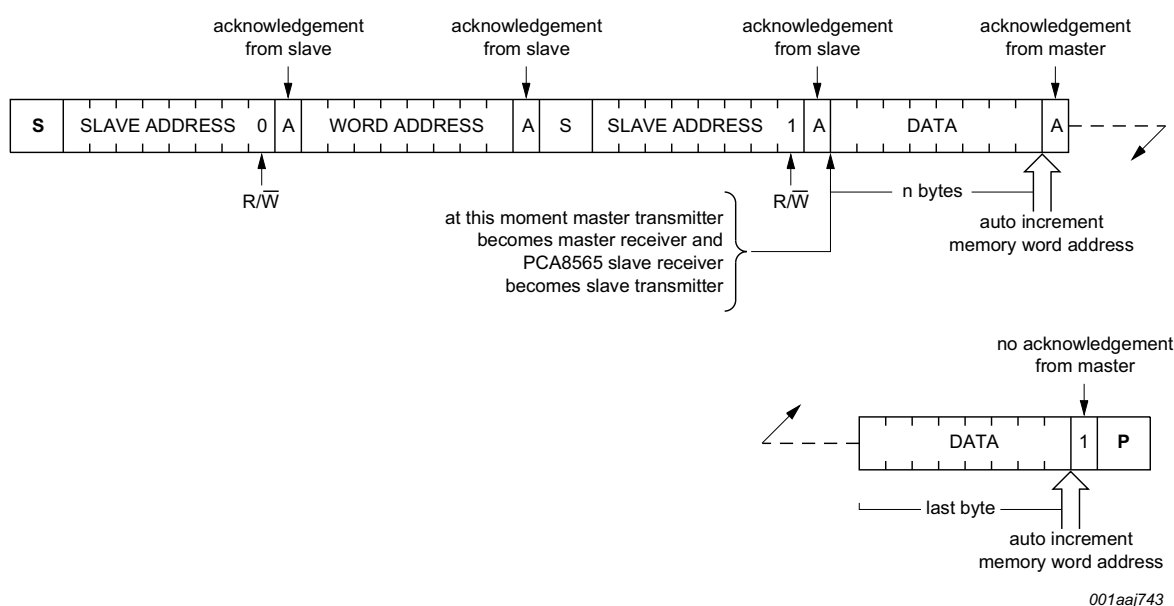 acknowledgement
from slave
acknowledgement
from slave
acknowledgement
from slave
acknowledgement
from master
S SLAVE ADDRESS 0 A WORD ADDRESS A S SLAVE ADDRESS 1 A DATA A
R/W̅
R/W̅
n bytes
at this moment master transmitter
becomes master receiver and
PCA8565 slave receiver
becomes slave transmitter
auto increment
memory word address
no acknowledgement
from master
DATA 1 P
last byte
auto increment
memory word address
001aaj743